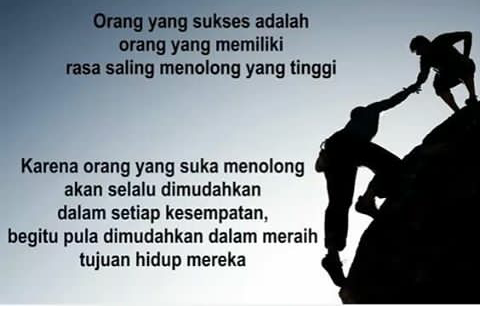 Orang yang sukses adalah
orang yang memiliki
rasa saling menolong yang tinggi
Karena orang yang suka menolong
akan selalu dimudahkan
dalam setiap kesempatan,
begitu pula dimudahkan dalam meraih
tujuan hidup mereka